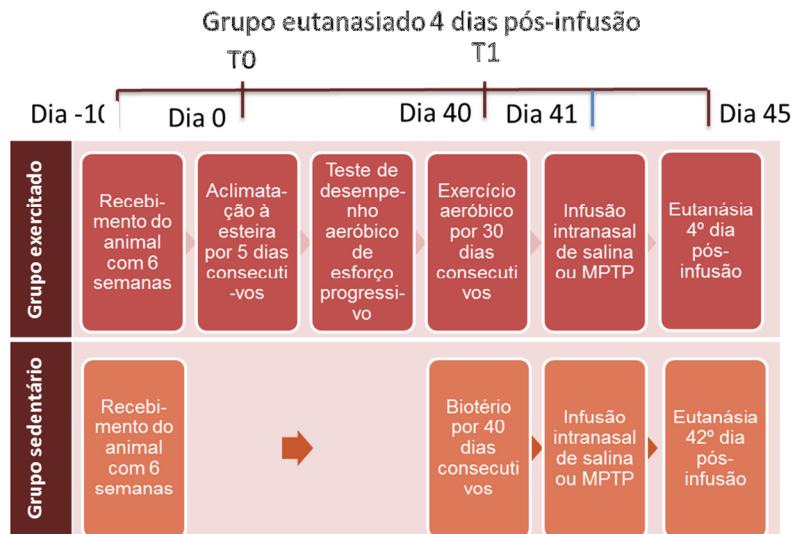 Grupo eutanasiado 4 dias pós-infusão
T0
T1
Dia -10
Dia 0
Dia 40
Dia 41
Dia 45
Grupo exercitado
Recebi-
mento do
animal
com 6
semanas
Aclimata-
ção à
esteira
por 5 dias
consecuti
-vos
Teste de
desempe-
nho
aeróbico
de
esforço
progressi-
vo
Exercício
aeróbico
por 30
dias
consecuti
vos
Infusão
intranasal
de salina
ou MPTP
Eutanásia
4º dia
pós-
infusão
Grupo sedentário
Recebi-
mento do
animal
com 6
semanas
Biotério
por 40
dias
consecuti
vos
Infusão
intranasal
de salina
ou MPTP
Eutanásia
42º dia
pós-
infusão